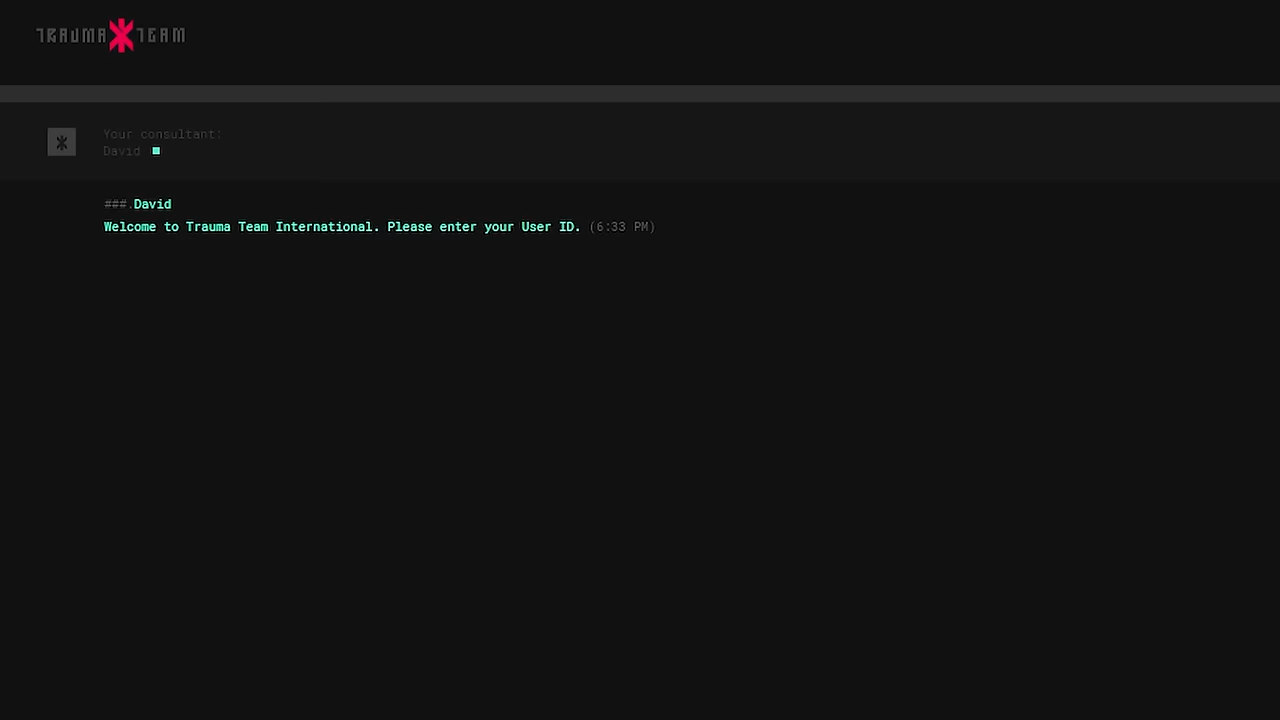 TRAUMA TEAM
Your consultant:
David
###.David
Welcome to Trauma Team International. Please enter your User ID. (6:33 PM)